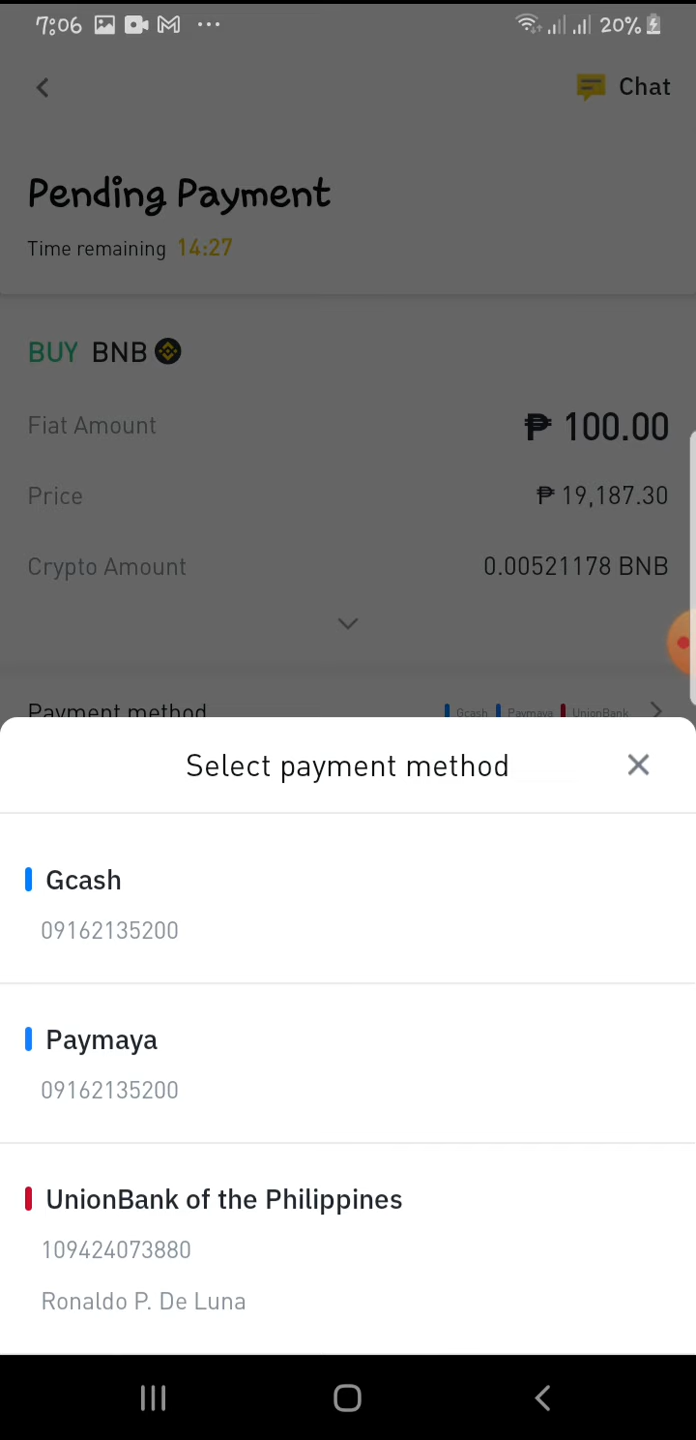 7:06 ... 20%
Chat
Pending Payment
Time remaining 14:27
BUY BNB
Fiat Amount ₱ 100.00
Price ₱ 19,187.30
Crypto Amount 0.00521178 BNB
Payment method Gcash Paymaya UnionBank
Select payment method
Gcash
09162135200
Paymaya
09162135200
UnionBank of the Philippines
109424073880
Ronaldo P. De Luna